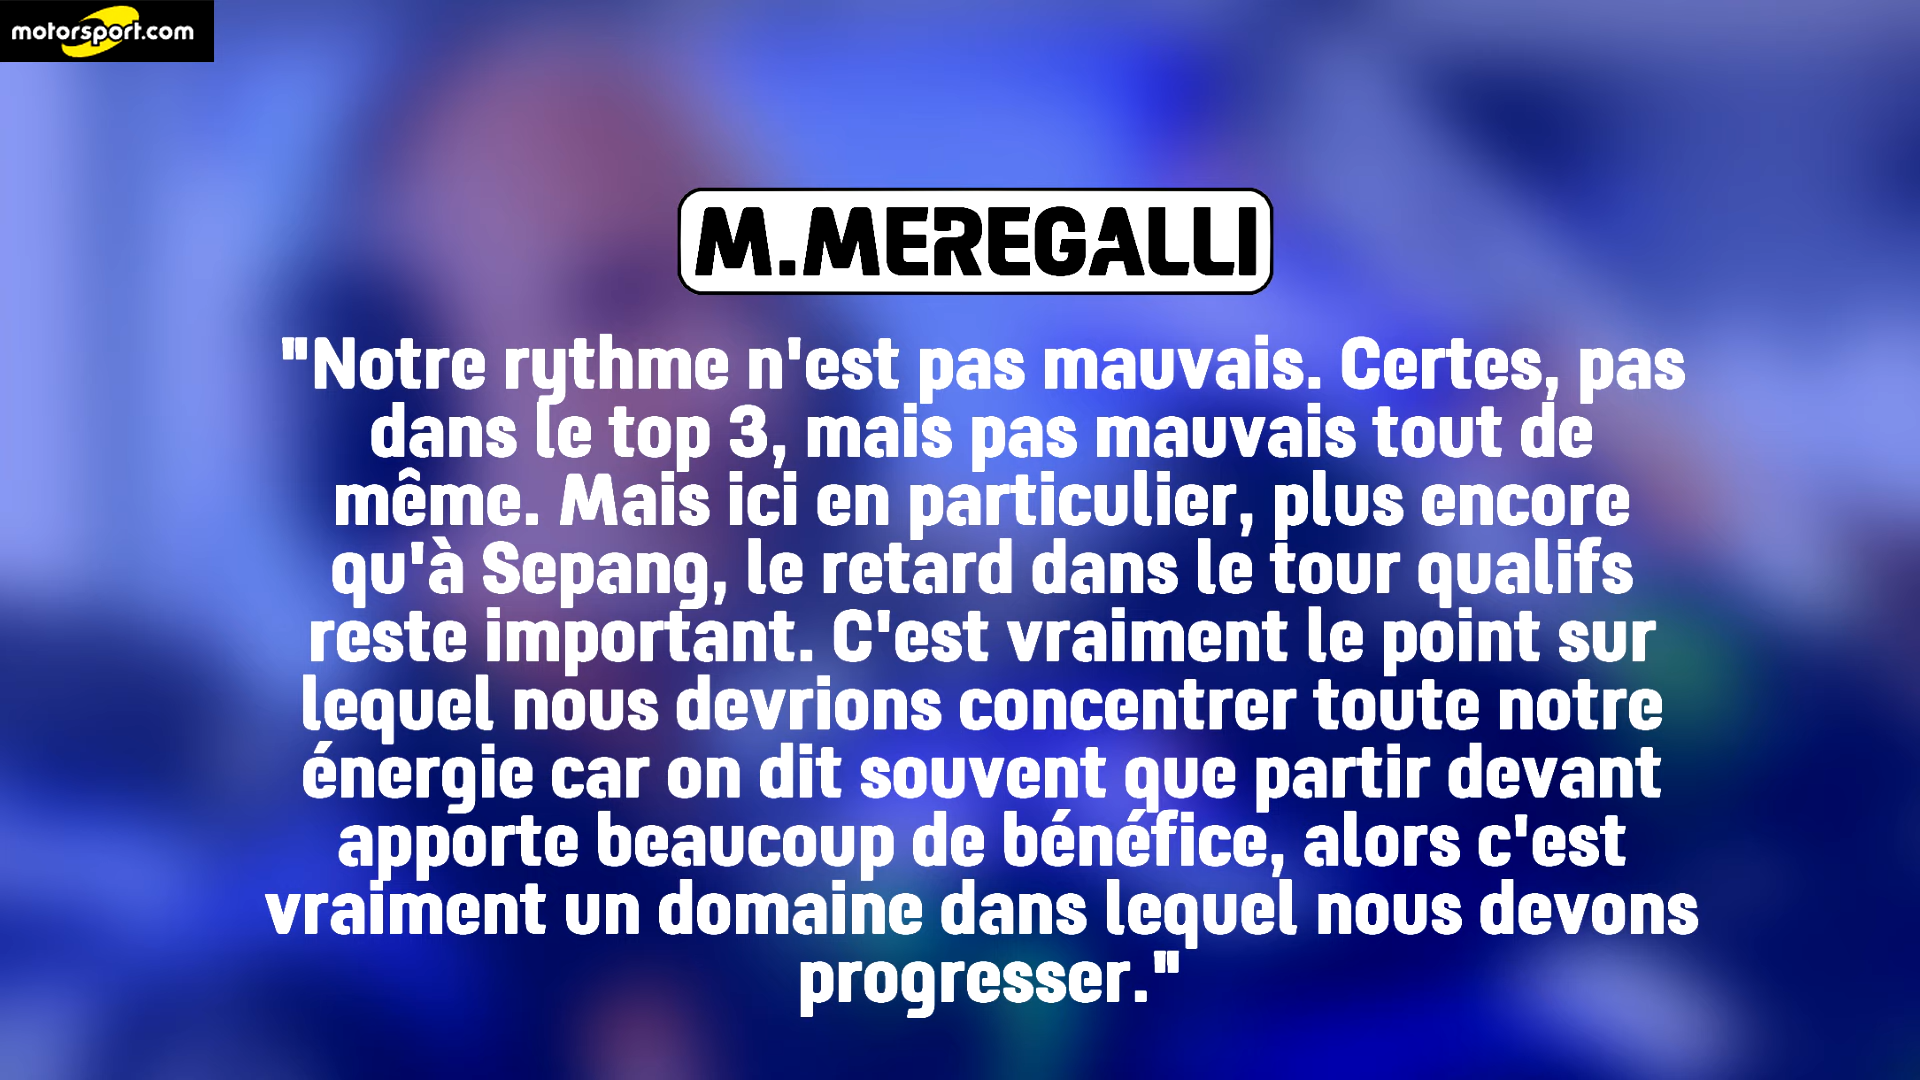 motorsport.com
M.MEREGALLI
"Notre rythme n'est pas mauvais. Certes, pas
dans le top 3, mais pas mauvais tout de
même. Mais ici en particulier, plus encore
qu'à Sepang, le retard dans le tour qualifs
reste important. C'est vraiment le point sur
lequel nous devrions concentrer toute notre
énergie car on dit souvent que partir devant
apporte beaucoup de bénéfice, alors c'est
vraiment un domaine dans lequel nous devons
progresser."